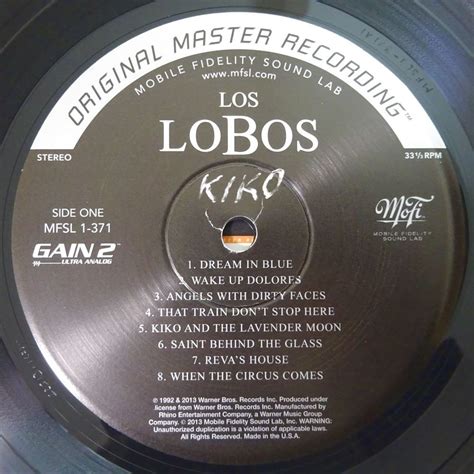 ORIGINAL MASTER RECORDING™
MOBILE FIDELITY SOUND LAB
www.mfsl.com
LOS
LOBOS
KIKO
STEREO
33 1/3 RPM
SIDE ONE
MFSL 1-371
GAIN 2™
ULTRA ANALOG
MoFi
MOBILE FIDELITY
SOUND LAB
1. DREAM IN BLUE
2. WAKE UP DOLORES
3. ANGELS WITH DIRTY FACES
4. THAT TRAIN DON'T STOP HERE
5. KIKO AND THE LAVENDER MOON
6. SAINT BEHIND THE GLASS
7. REVA'S HOUSE
8. WHEN THE CIRCUS COMES
℗ 1992 & 2013 Warner Bros. Records Inc. Produced under
license from Warner Bros. Records Inc. Manufactured by
Rhino Entertainment Company, a Warner Music Group
Company. © 2013 Mobile Fidelity Sound Lab, Inc. WARNING:
Unauthorized duplication is a violation of applicable laws.
All Rights Reserved. Made in the U.S.A.